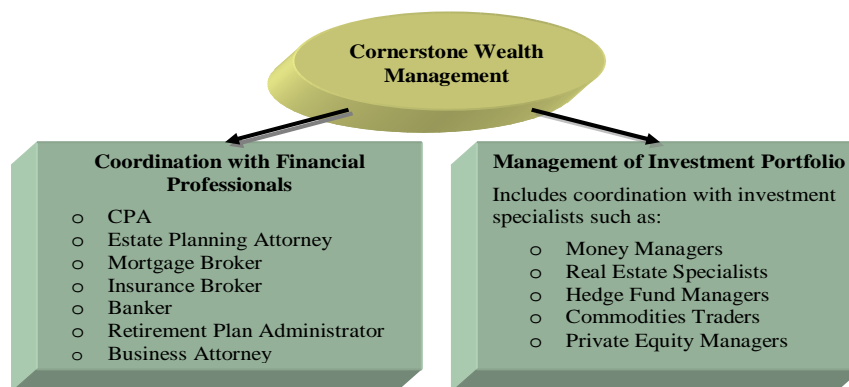 Cornerstone Wealth
Management
Coordination with Financial
Professionals
o CPA
o Estate Planning Attorney
o Mortgage Broker
o Insurance Broker
o Banker
o Retirement Plan Administrator
o Business Attorney
Management of Investment Portfolio
Includes coordination with investment
specialists such as:
o Money Managers
o Real Estate Specialists
o Hedge Fund Managers
o Commodities Traders
o Private Equity Managers